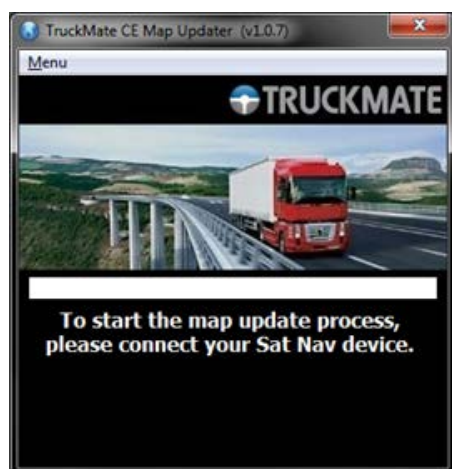 TruckMate CE Map Updater (v1.0.7)
Menu
TRUCKMATE
To start the map update process,
please connect your Sat Nav device.